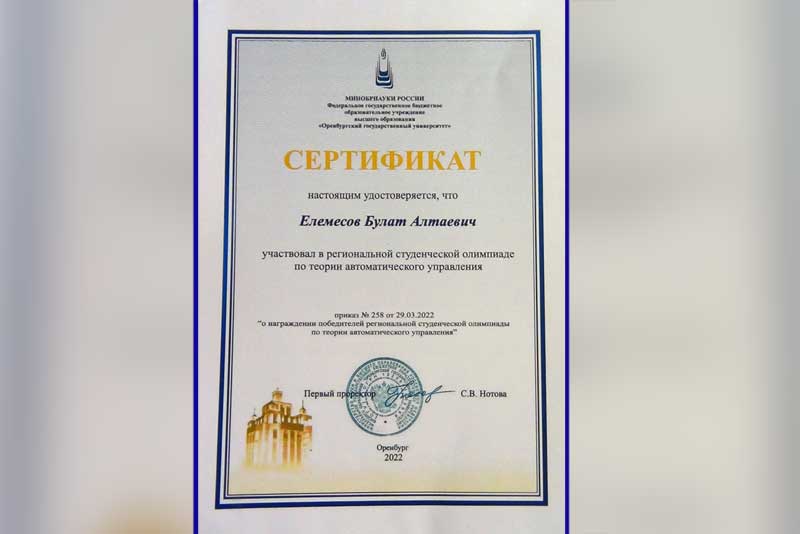 МИНОБРНАУКИ РОССИИ
Федеральное государственное бюджетное
образовательное учреждение
высшего образования
«Оренбургский государственный университет»
СЕРТИФИКАТ
настоящим удостоверяется, что
Елемесов Булат Алтаевич
участвовал в региональной студенческой олимпиаде
по теории автоматического управления
приказ № 258 от 29.03.2022
"о награждении победителей региональной студенческой олимпиады
по теории автоматического управления"
Первый проректор С.В. Нотова
Оренбург
2022